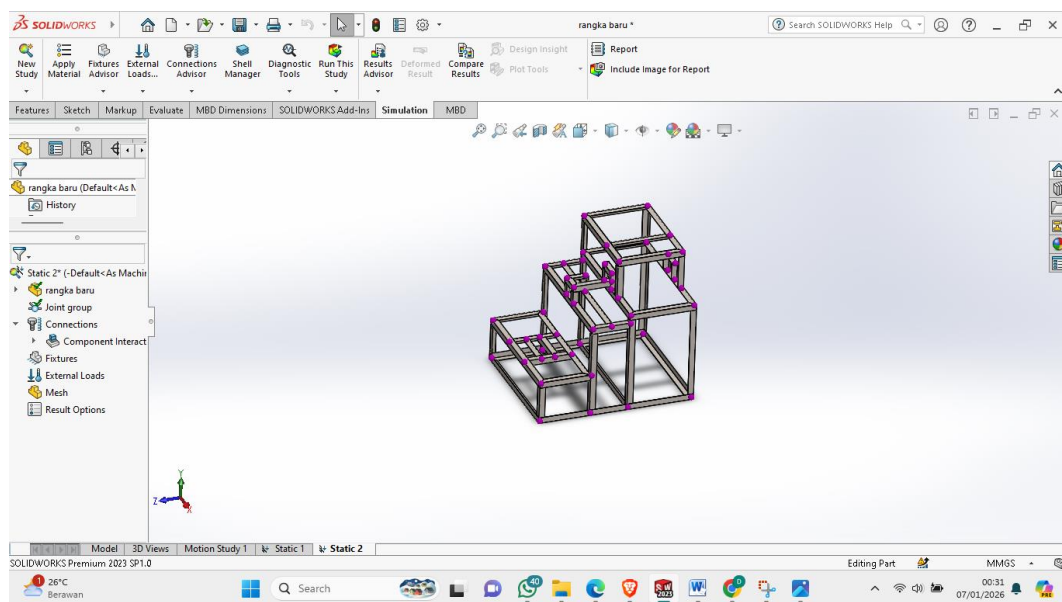 SOLIDWORKS
rangka baru *
Search SOLIDWORKS Help
New Study
Apply Material
Fixtures Advisor
External Loads...
Connections Advisor
Shell Manager
Diagnostic Tools
Run This Study
Results Advisor
Deformed Result
Compare Results
Design Insight
Plot Tools
Report
Include Image for Report
Features Sketch Markup Evaluate MBD Dimensions SOLIDWORKS Add-Ins Simulation MBD
rangka baru (Default<As M
History
Static 2* (-Default<As Machi
rangka baru
Joint group
Connections
Component Interact
Fixtures
External Loads
Mesh
Result Options
Y
Z
X
Model 3D Views Motion Study 1 Static 1 Static 2
SOLIDWORKS Premium 2023 SP1.0
Editing Part
MMGS
1
26°C
Berawan
Search
40
00:31
07/01/2026